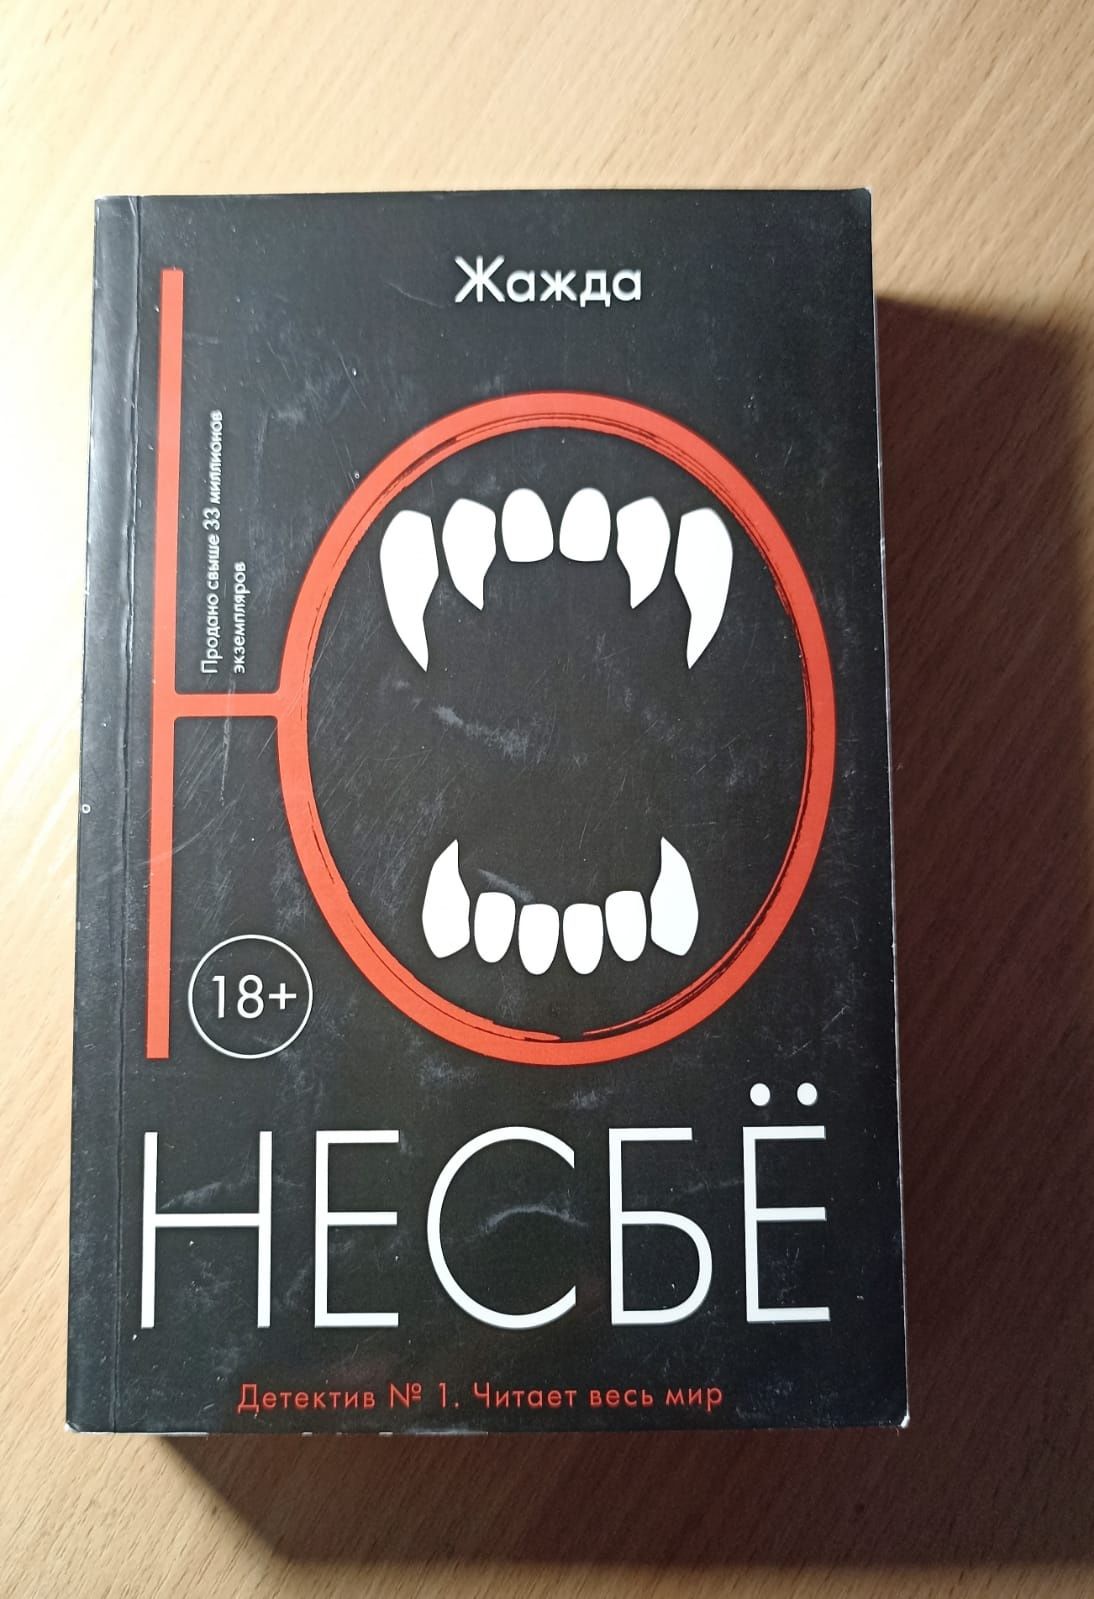 Жажда
Продано свыше 33 миллионов
экземпляров
Ю
18+
НЕСБЁ
Детектив № 1. Читает весь мир